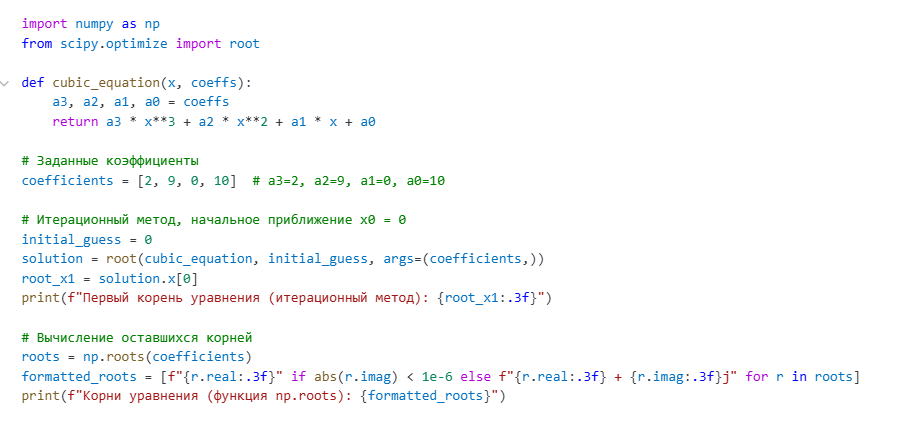 import numpy as np
from scipy.optimize import root
def cubic_equation(x, coeffs):
    a3, a2, a1, a0 = coeffs
    return a3 * x**3 + a2 * x**2 + a1 * x + a0
# Заданные коэффициенты
coefficients = [2, 9, 0, 10]  # a3=2, a2=9, a1=0, a0=10
# Итерационный метод, начальное приближение x0 = 0
initial_guess = 0
solution = root(cubic_equation, initial_guess, args=(coefficients,))
root_x1 = solution.x[0]
print(f"Первый корень уравнения (итерационный метод): {root_x1:.3f}")
# Вычисление оставшихся корней
roots = np.roots(coefficients)
formatted_roots = [f"{r.real:.3f}" if abs(r.imag) < 1e-6 else f"{r.real:.3f} + {r.imag:.3f}j" for r in roots]
print(f"Корни уравнения (функция np.roots): {formatted_roots}")